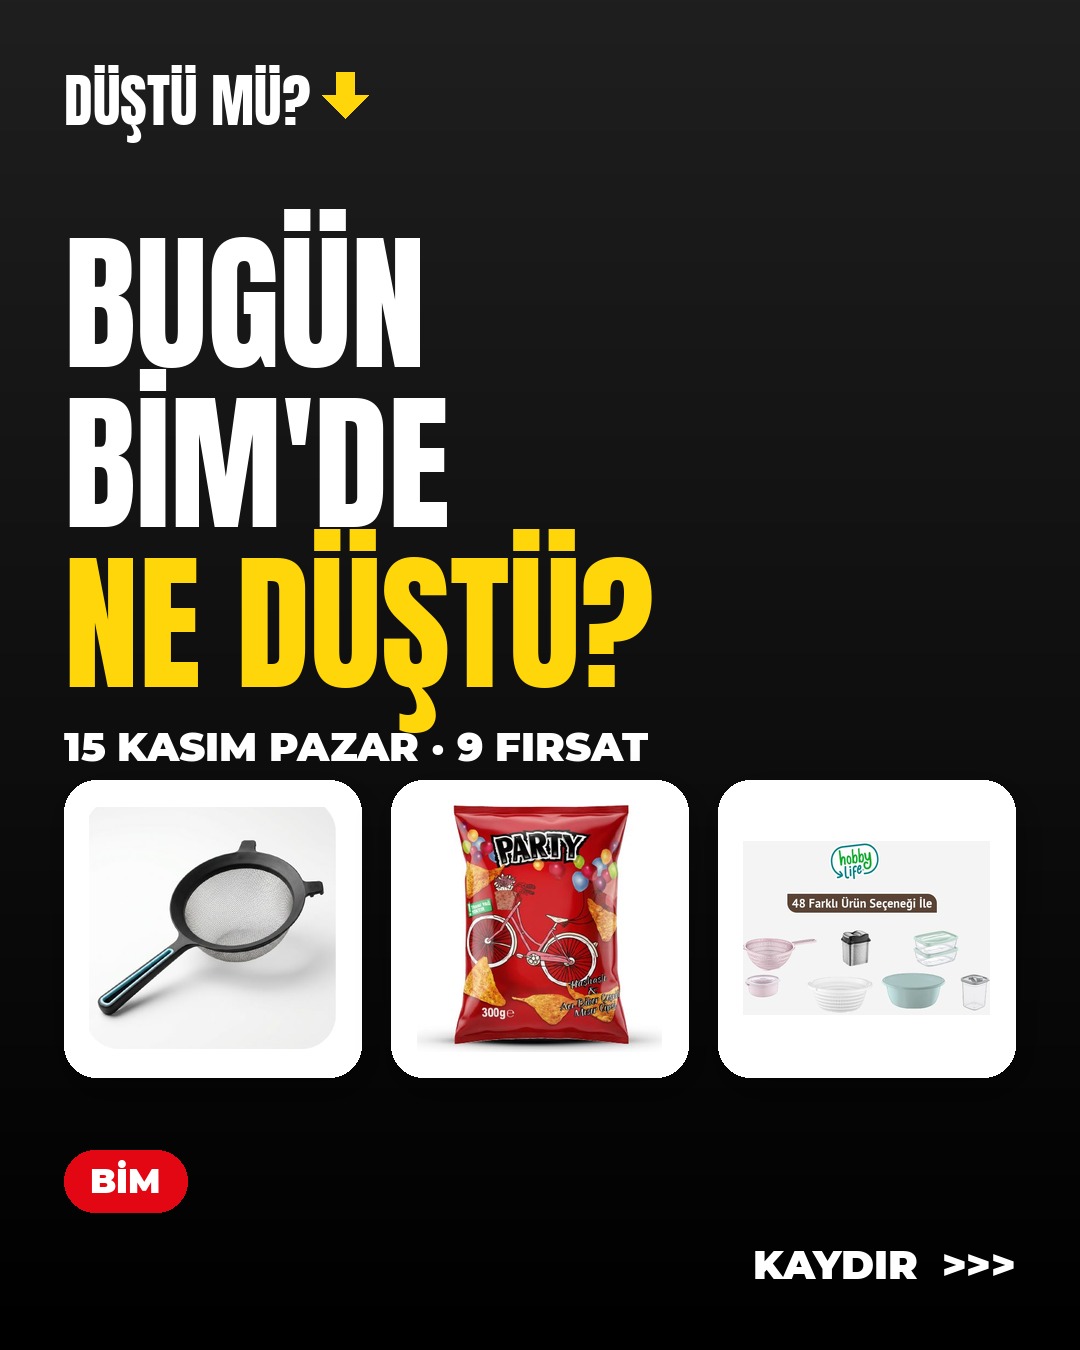 DÜŞTÜ MÜ?
BUGÜN
BİM'DE
NE DÜŞTÜ?
15 KASIM PAZAR • 9 FIRSAT
PARTY
300g℮
hobby
life
48 Farklı Ürün Seçeneği İle
BİM
KAYDIR >>>